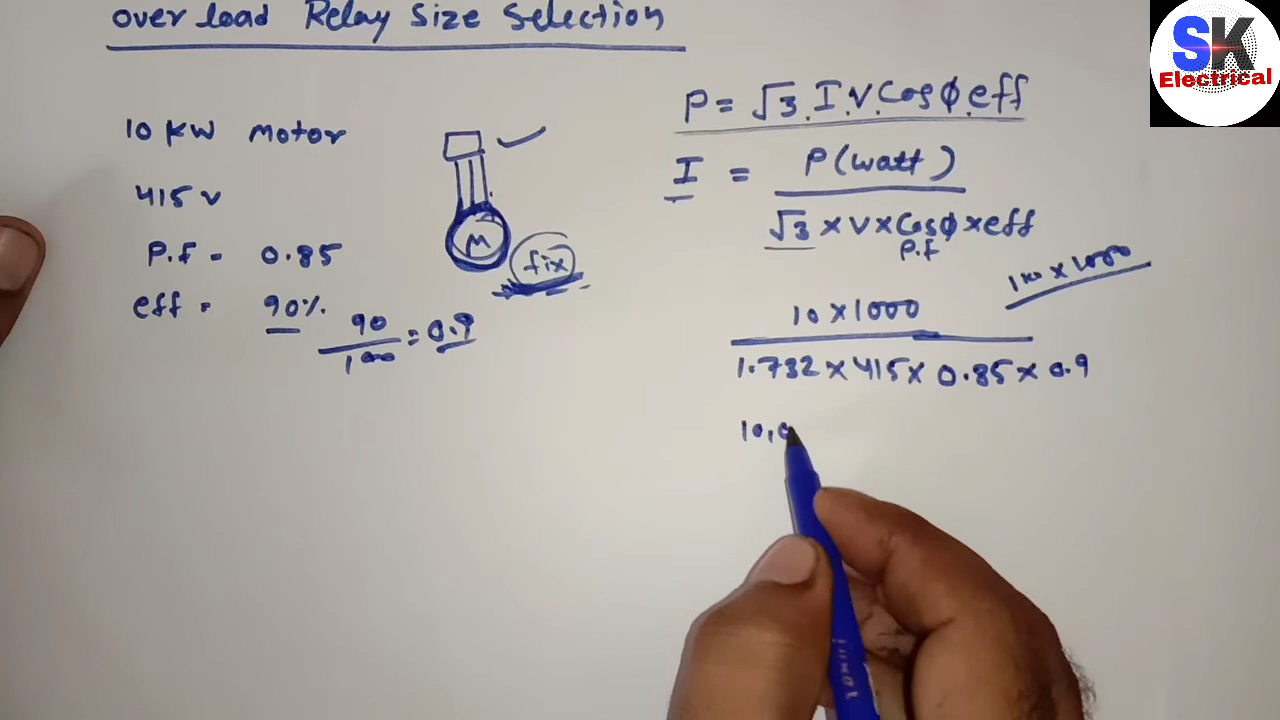 over load Relay Size Selection
SK
Electrical
10 KW motor
415 V
P.f = 0.85
eff = 90%
90/100 = 0.9
M
fix
P = √3 . I . V . Cosϕ . eff
I = P(watt) / √3 × V × Cosϕ × eff
P.f
10 × 1000
1.732 × 415 × 0.85 × 0.9
10,0